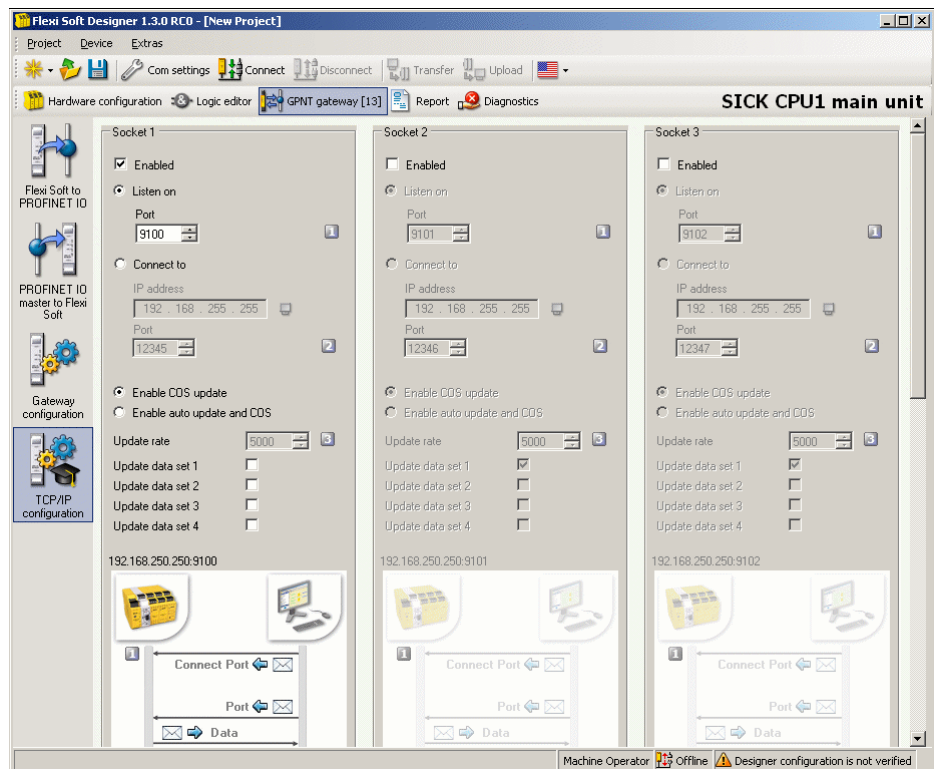 Flexi Soft Designer 1.3.0 RC0 - [New Project]
Project Device Extras
Com settings Connect Disconnect Transfer Upload
Hardware configuration Logic editor GPNT gateway [13] Report Diagnostics SICK CPU1 main unit
Flexi Soft to
PROFINET IO
PROFINET IO
master to Flexi
Soft
Gateway
configuration
TCP/IP
configuration
Socket 1
Enabled
Listen on
Port
9100
1
Connect to
IP address
192 . 168 . 255 . 255
Port
12345
2
Enable COS update
Enable auto update and COS
Update rate 5000 3
Update data set 1
Update data set 2
Update data set 3
Update data set 4
192.168.250.250:9100
1
Connect Port
Port
Data
Socket 2
Enabled
Listen on
Port
9101
1
Connect to
IP address
192 . 168 . 255 . 255
Port
12346
2
Enable COS update
Enable auto update and COS
Update rate 5000 3
Update data set 1
Update data set 2
Update data set 3
Update data set 4
192.168.250.250:9101
1
Connect Port
Port
Data
Socket 3
Enabled
Listen on
Port
9102
1
Connect to
IP address
192 . 168 . 255 . 255
Port
12347
2
Enable COS update
Enable auto update and COS
Update rate 5000 3
Update data set 1
Update data set 2
Update data set 3
Update data set 4
192.168.250.250:9102
1
Connect Port
Port
Data
Machine Operator Offline Designer configuration is not verified